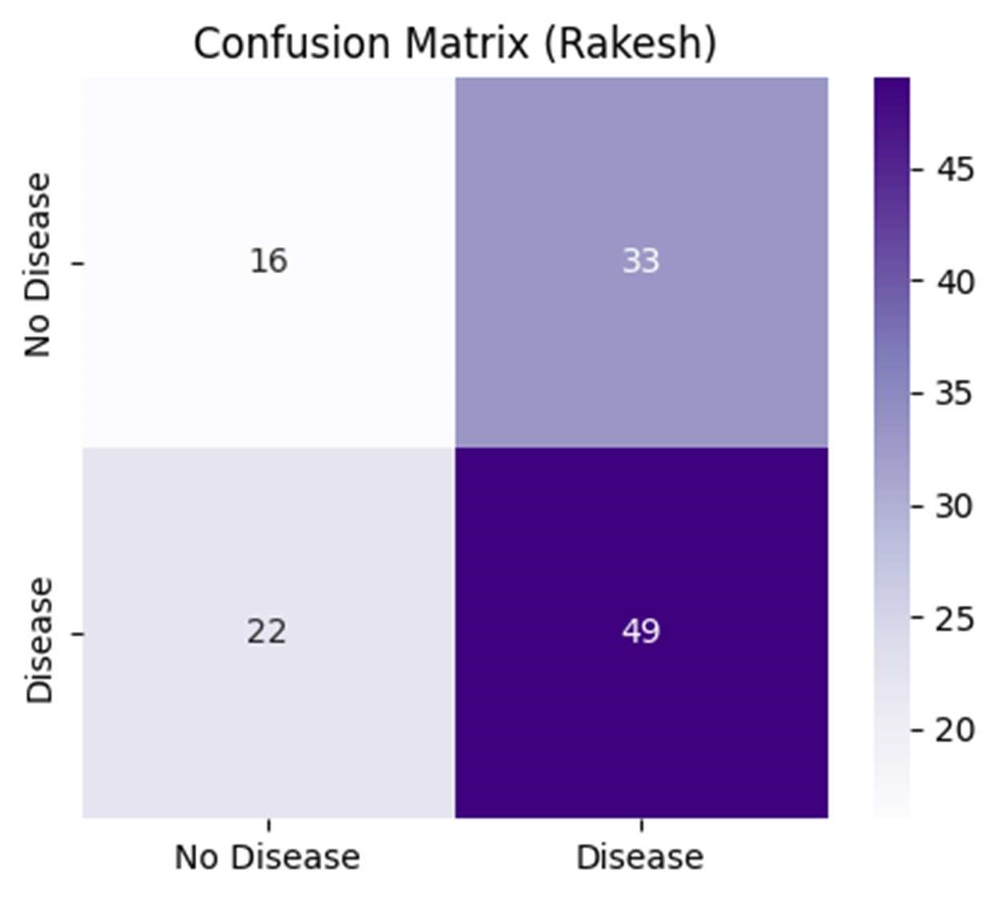 Confusion Matrix (Rakesh)
No Disease
16
33
Disease
22
49
No Disease
Disease
45
40
35
30
25
20